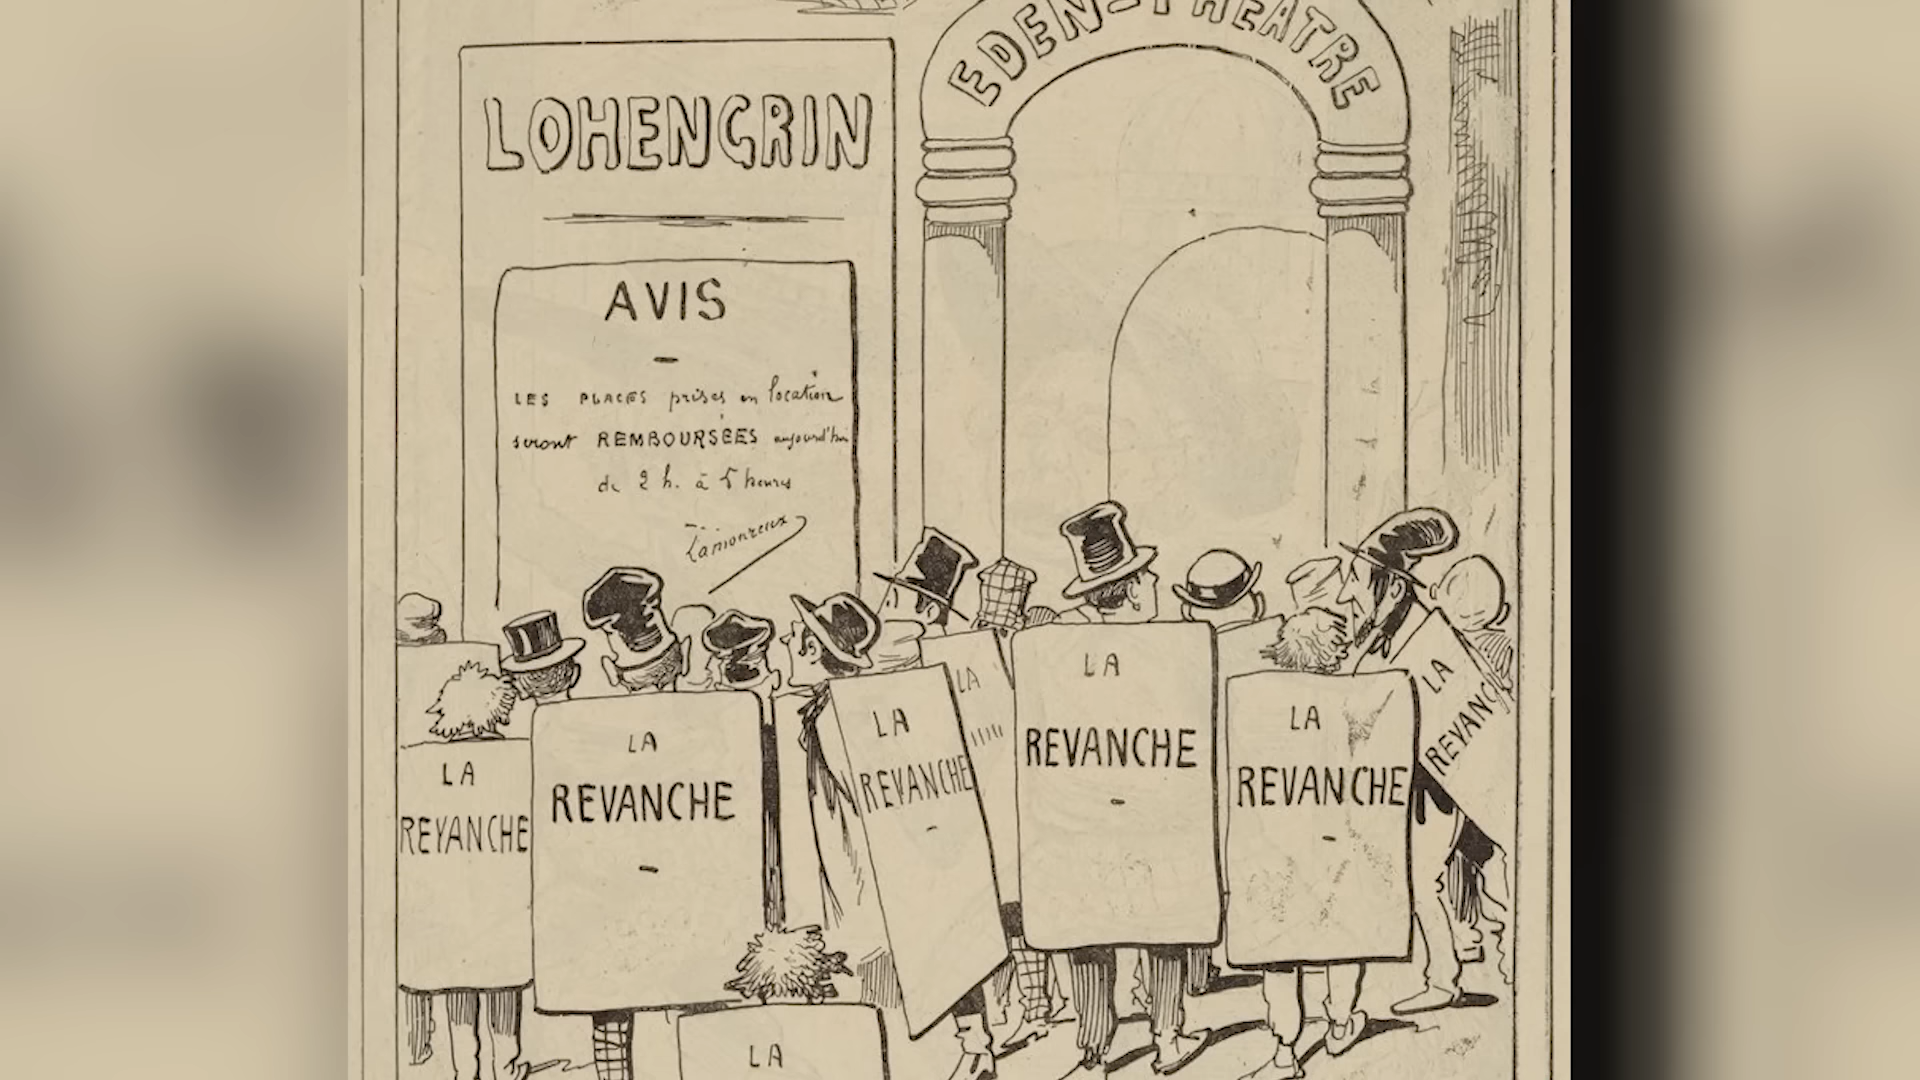 EDEN-THEATRE
LOHENGRIN
AVIS
LES PLACES prises en location
seront REMBOURSÉES aujourd'hui
de 2 h. à 5 heures
Lamoureux
LA
REVANCHE
LA
REVANCHE
LA
REVANCHE
LA
LA
REVANCHE
LA
REVANCHE
LA
REVANCHE
LA